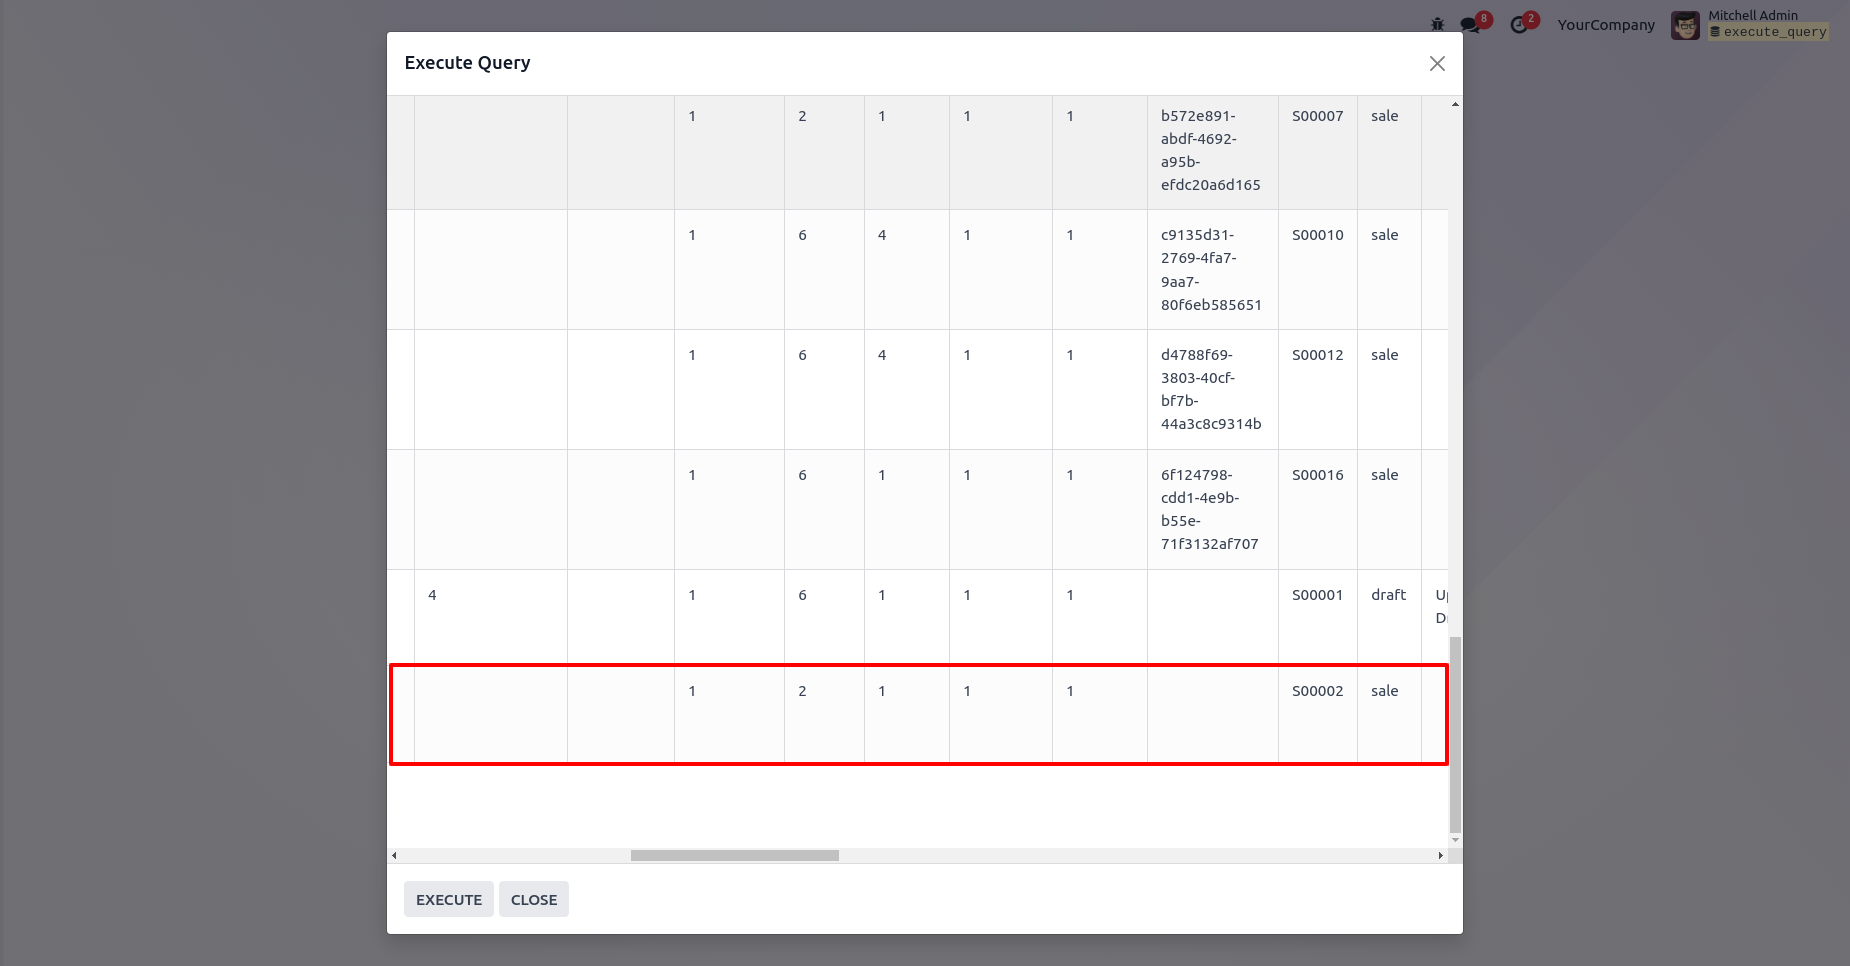 8
2
YourCompany
Mitchell Admin
execute_query
Execute Query
1 2 1 1 1 b572e891- S00007 sale
abdf-4692-
a95b-
efdc20a6d165
1 6 4 1 1 c9135d31- S00010 sale
2769-4fa7-
9aa7-
80f6eb585651
1 6 4 1 1 d4788f69- S00012 sale
3803-40cf-
bf7b-
44a3c8c9314b
1 6 1 1 1 6f124798- S00016 sale
cdd1-4e9b-
b55e-
71f3132af707
4 1 6 1 1 1 S00001 draft
1 2 1 1 1 S00002 sale
EXECUTE CLOSE